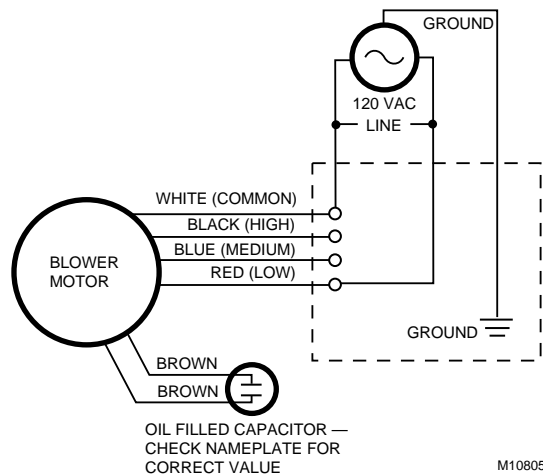 GROUND
120 VAC
LINE
WHITE (COMMON)
BLACK (HIGH)
BLUE (MEDIUM)
RED (LOW)
BLOWER
MOTOR
GROUND
BROWN
BROWN
OIL FILLED CAPACITOR —
CHECK NAMEPLATE FOR
CORRECT VALUE
M10805